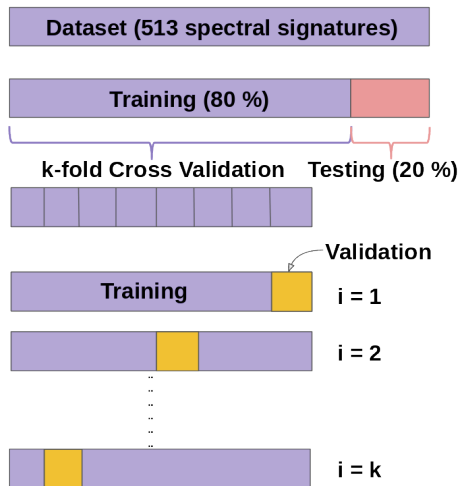 Dataset (513 spectral signatures)
Training (80 %)
k-fold Cross Validation
Testing (20 %)
Validation
Training
i = 1
i = 2
i = k